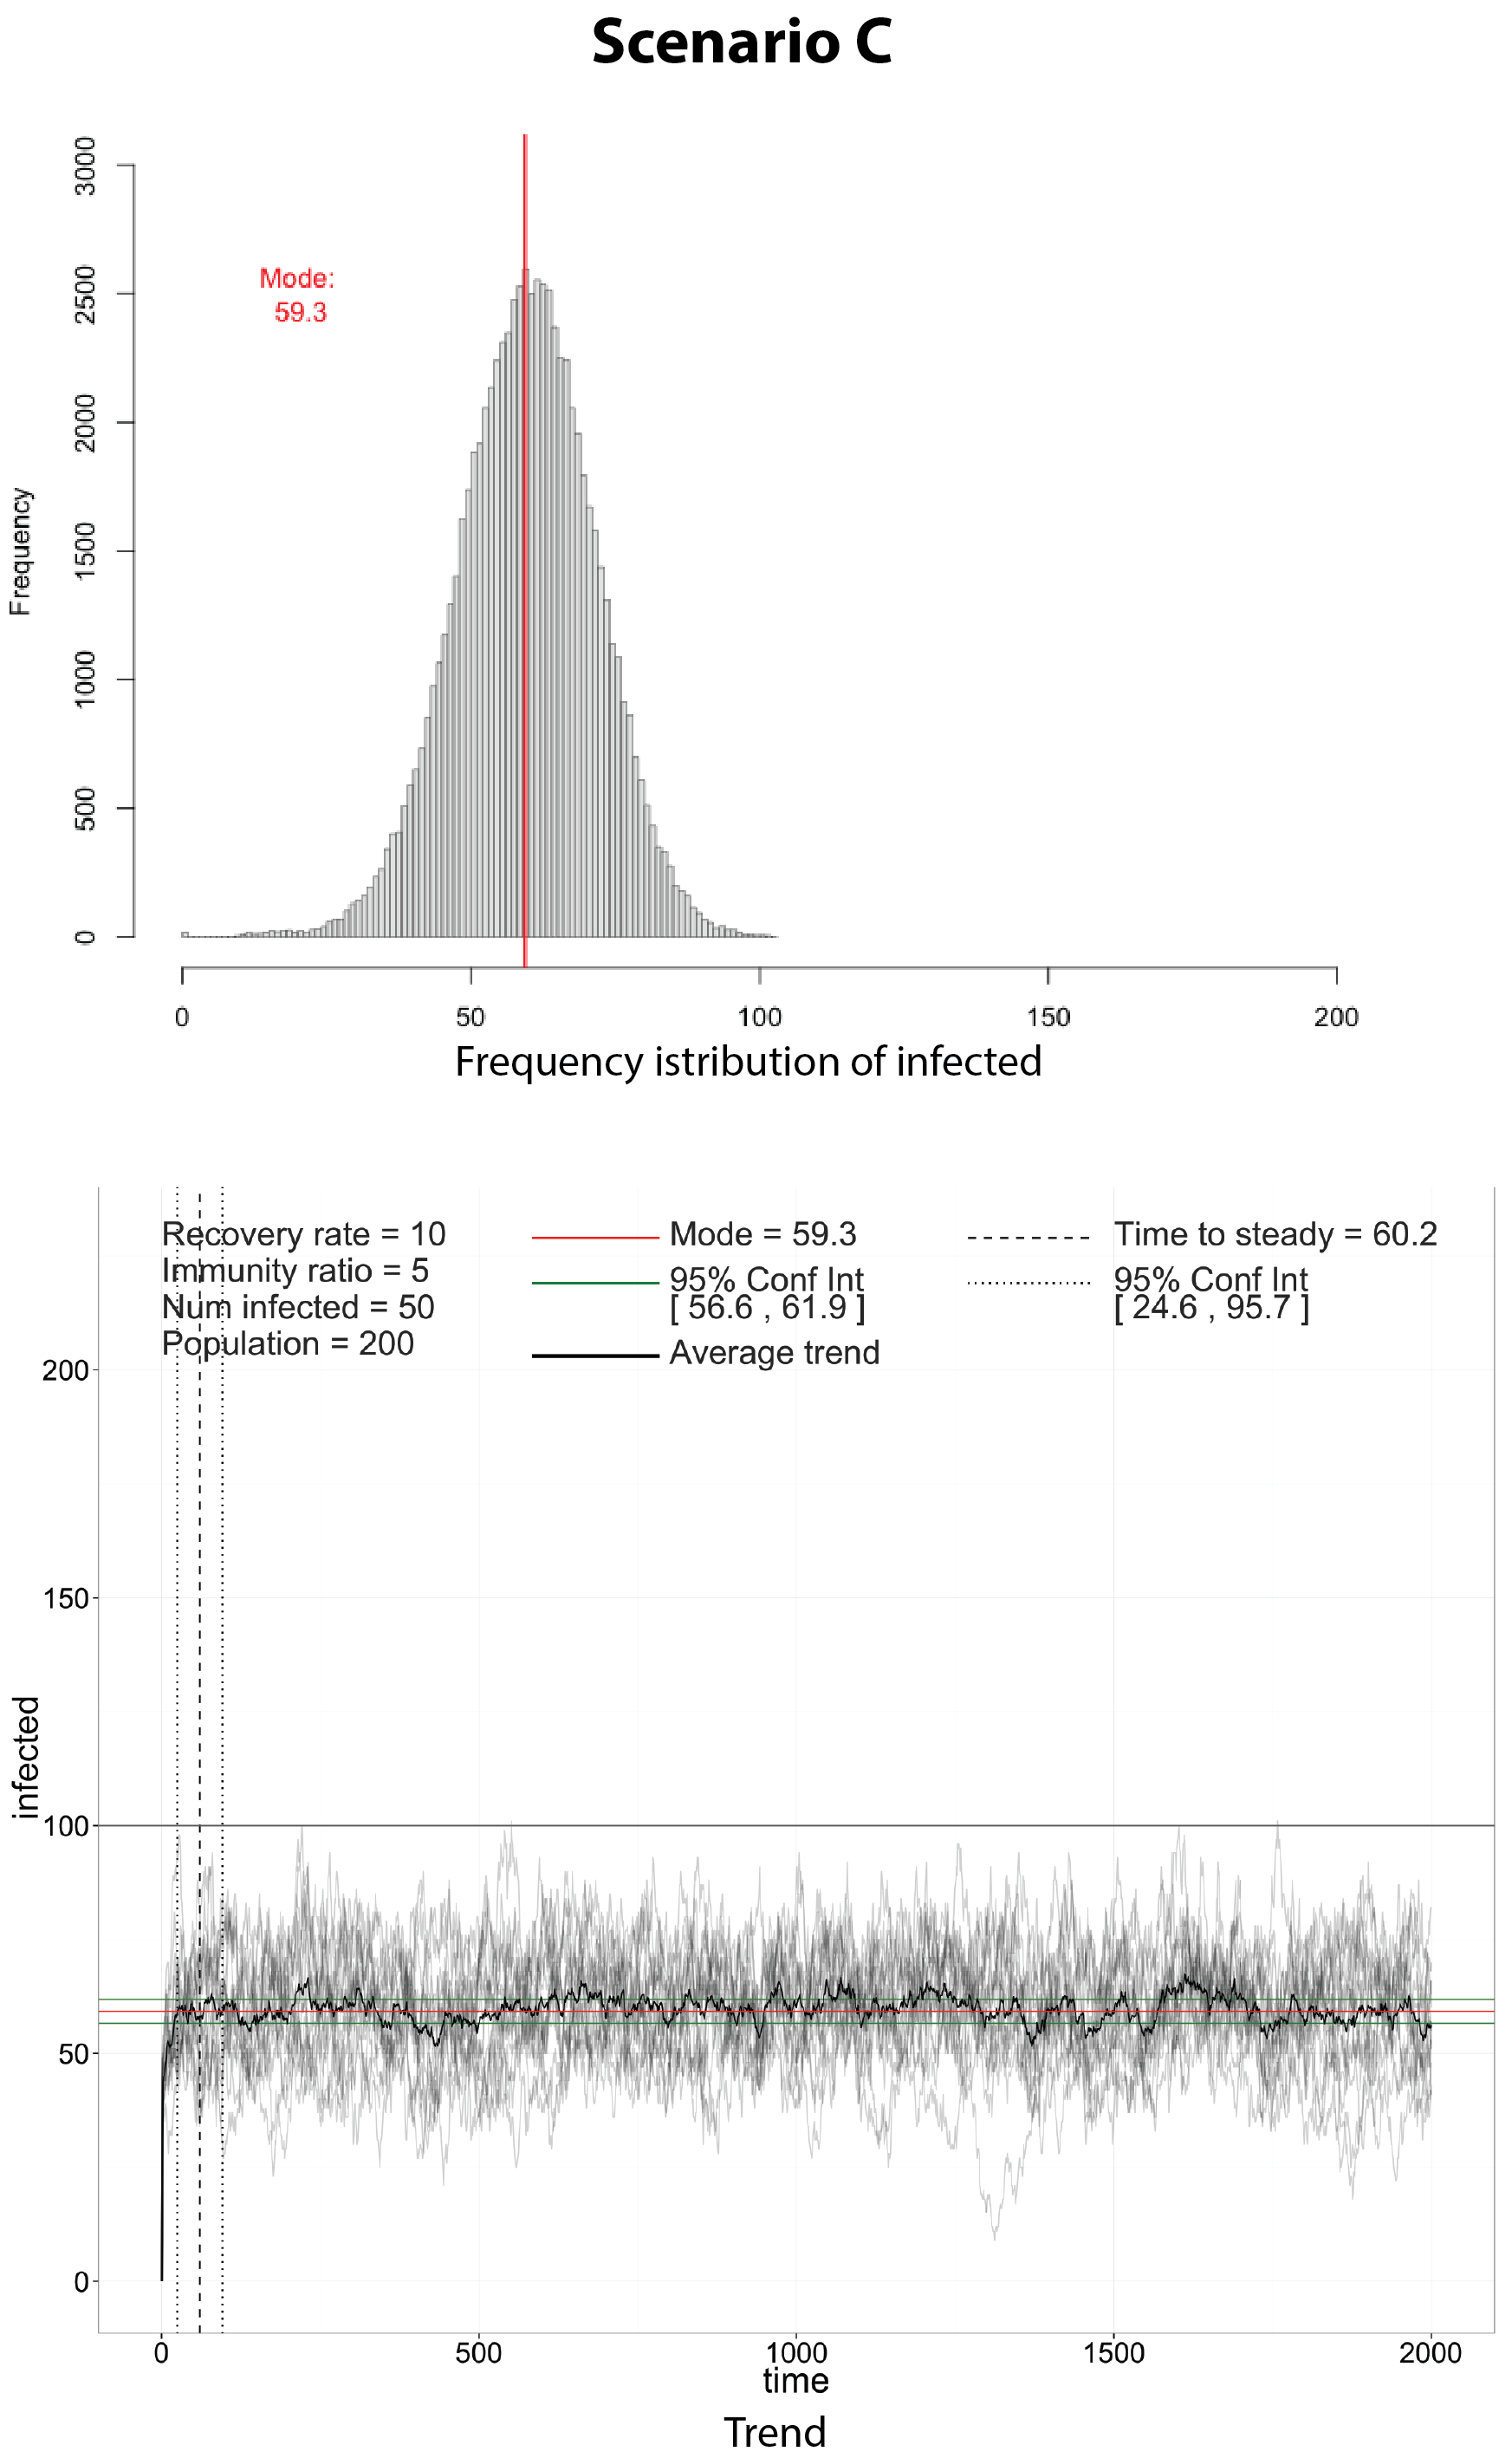 Scenario C
3000
2500
2000
1500
1000
500
0
Frequency
Mode:
59.3
0 50 100 150 200
Frequency istribution of infected
Recovery rate = 10
Immunity ratio = 5
Num infected = 50
Population = 200
Mode = 59.3
95% Conf Int
[ 56.6 , 61.9 ]
Average trend
Time to steady = 60.2
95% Conf Int
[ 24.6 , 95.7 ]
200
150
100
50
0
infected
0 500 1000 1500 2000
time
Trend